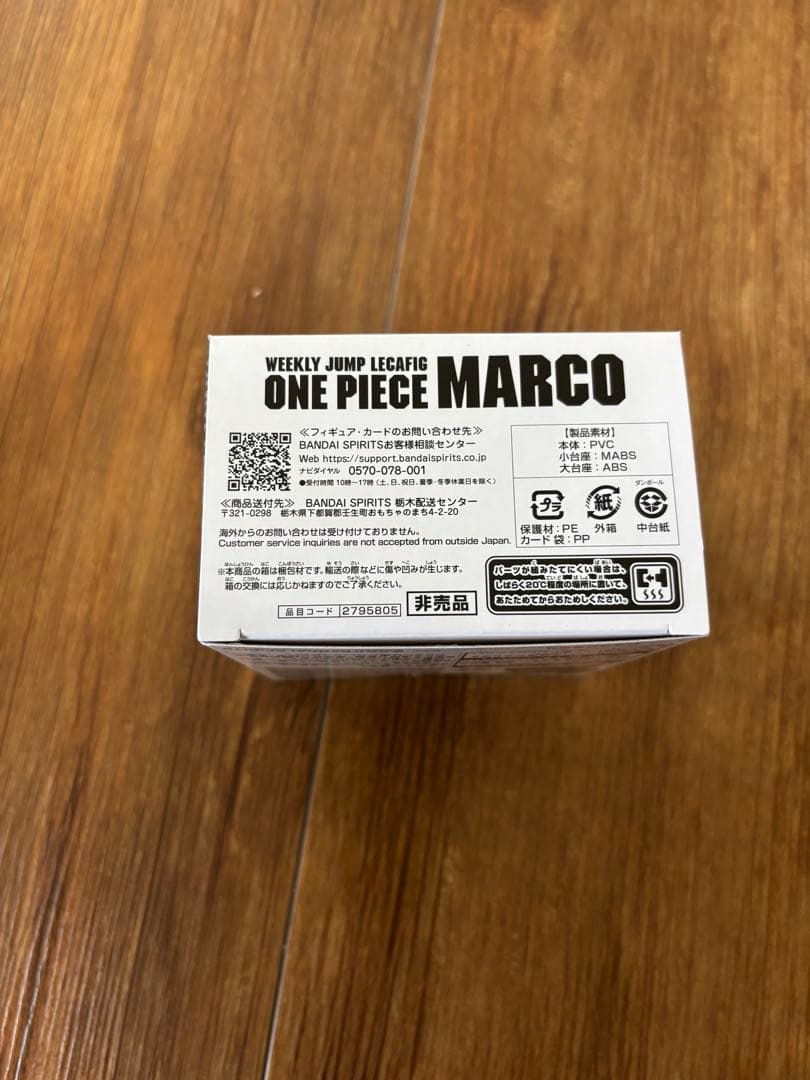 WEEKLY JUMP LECAFIG
ONE PIECE MARCO
≪フィギュア・カードのお問い合わせ先≫
BANDAI SPIRITSお客様相談センター
Web https://support.bandaispirits.co.jp
ナビダイヤル 0570-078-001
●受付時間 10時〜17時(土、日、祝日、夏季・冬季休業日を除く)
≪商品送付先≫ BANDAI SPIRITS 栃木配送センター
〒321-0298 栃木県下都賀郡壬生町おもちゃのまち4-2-20
海外からのお問い合わせは受け付けておりません。
Customer service inquiries are not accepted from outside Japan.
【製品素材】
本体:PVC
小台座:MABS
大台座:ABS
プラ
保護材:PE
カード袋:PP
紙
外箱
ダンボール
中台紙
※本商品の箱は梱包材です。輸送の際などに傷や凹みが生じます。
箱の交換には応じかねますのでご了承ください。
品目コード 2795805
非売品
パーツが組みたてにくい場合は、
しばらく20℃程度の場所に置いて、
あたためてからおためしください。